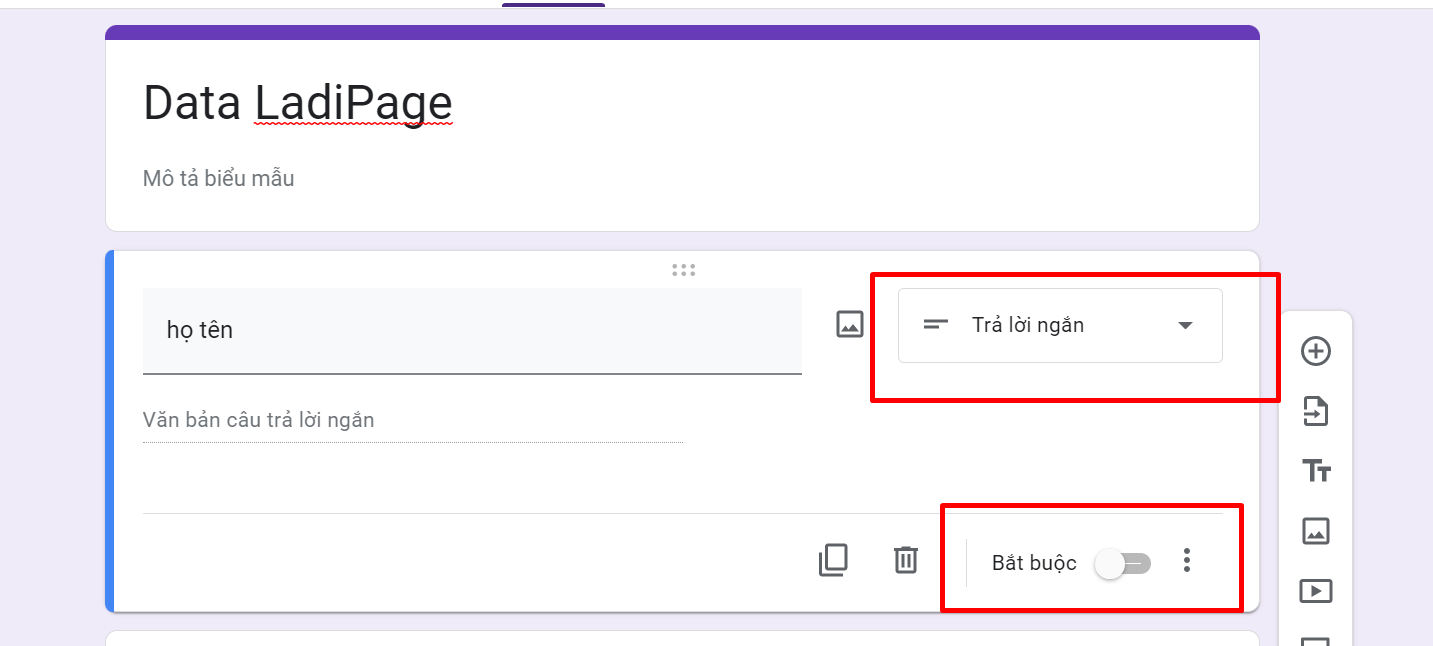 Data LadiPage
Mô tả biểu mẫu
họ tên
Trả lời ngắn
Văn bản câu trả lời ngắn
Bắt buộc